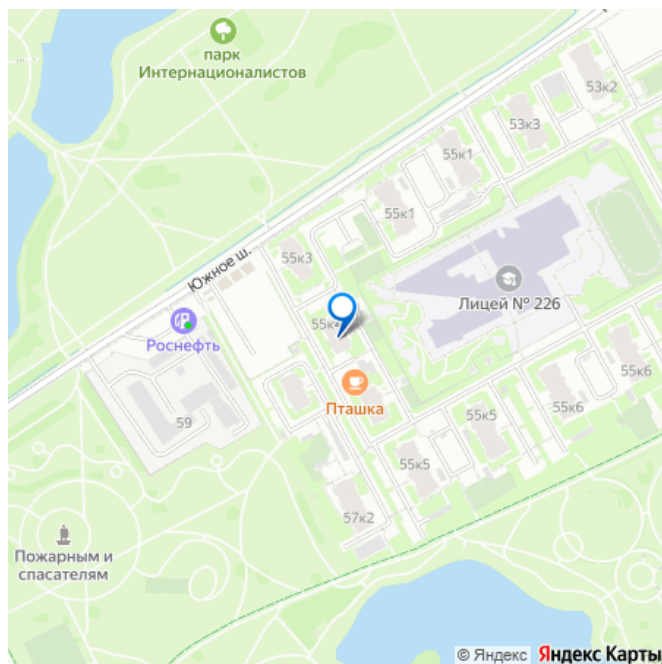 парк
Интернационалистов
53к2
53к3
55к1
55к1
Южное ш.
55к3
Лицей № 226
55к4
Роснефть
55к6
Пташка
55к6
59
55к5
55к5
57к2
Пожарным и
спасателям
© Яндекс Яндекс Карты